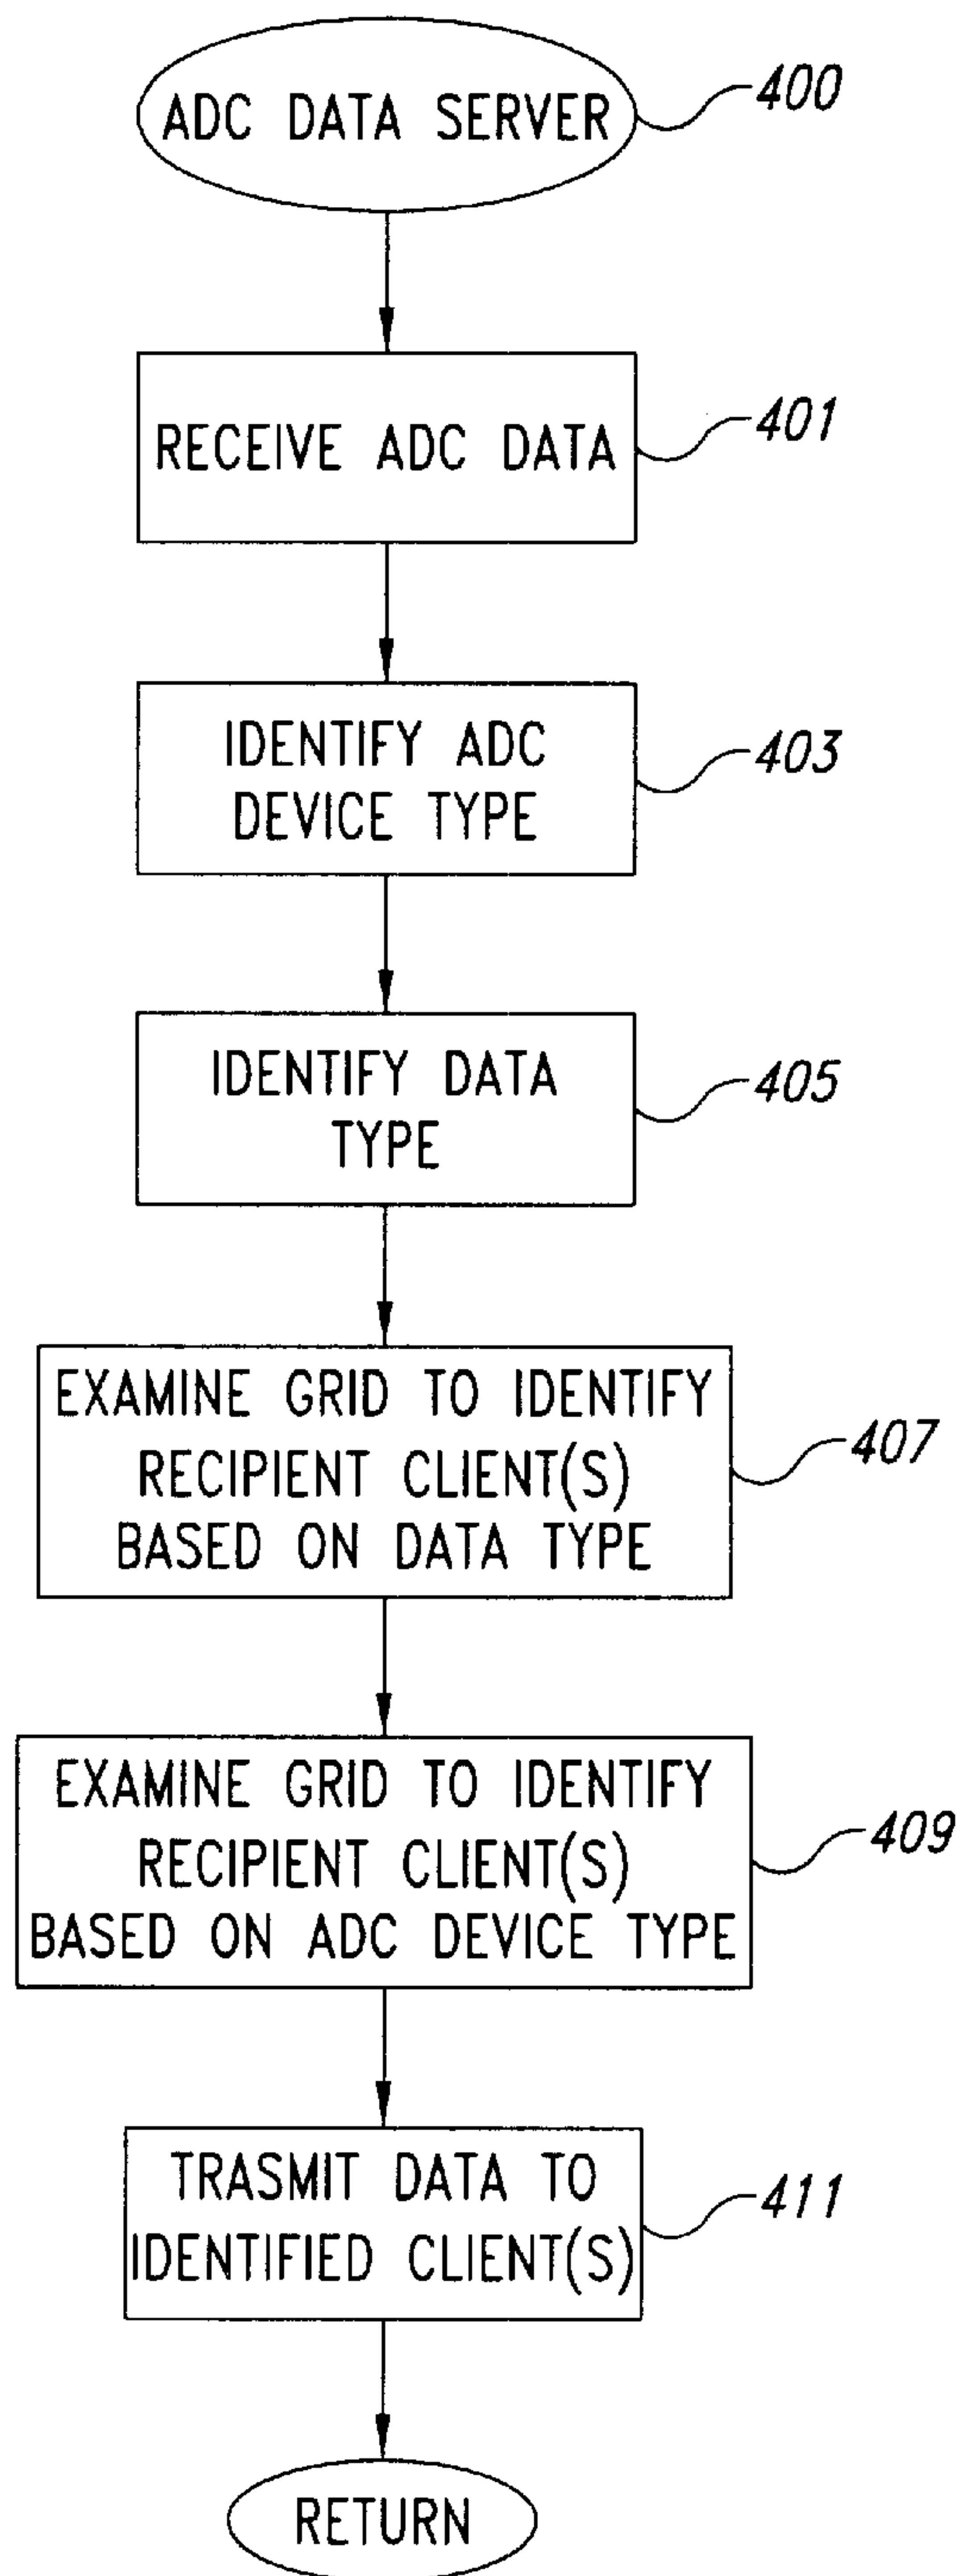 ADC DATA SERVER
400
RECEIVE ADC DATA
401
IDENTIFY ADC
DEVICE TYPE
403
IDENTIFY DATA
TYPE
405
EXAMINE GRID TO IDENTIFY
RECIPIENT CLIENT(S)
BASED ON DATA TYPE
407
EXAMINE GRID TO IDENTIFY
RECIPIENT CLIENT(S)
BASED ON ADC DEVICE TYPE
409
TRASMIT DATA TO
IDENTIFIED CLIENT(S)
411
RETURN